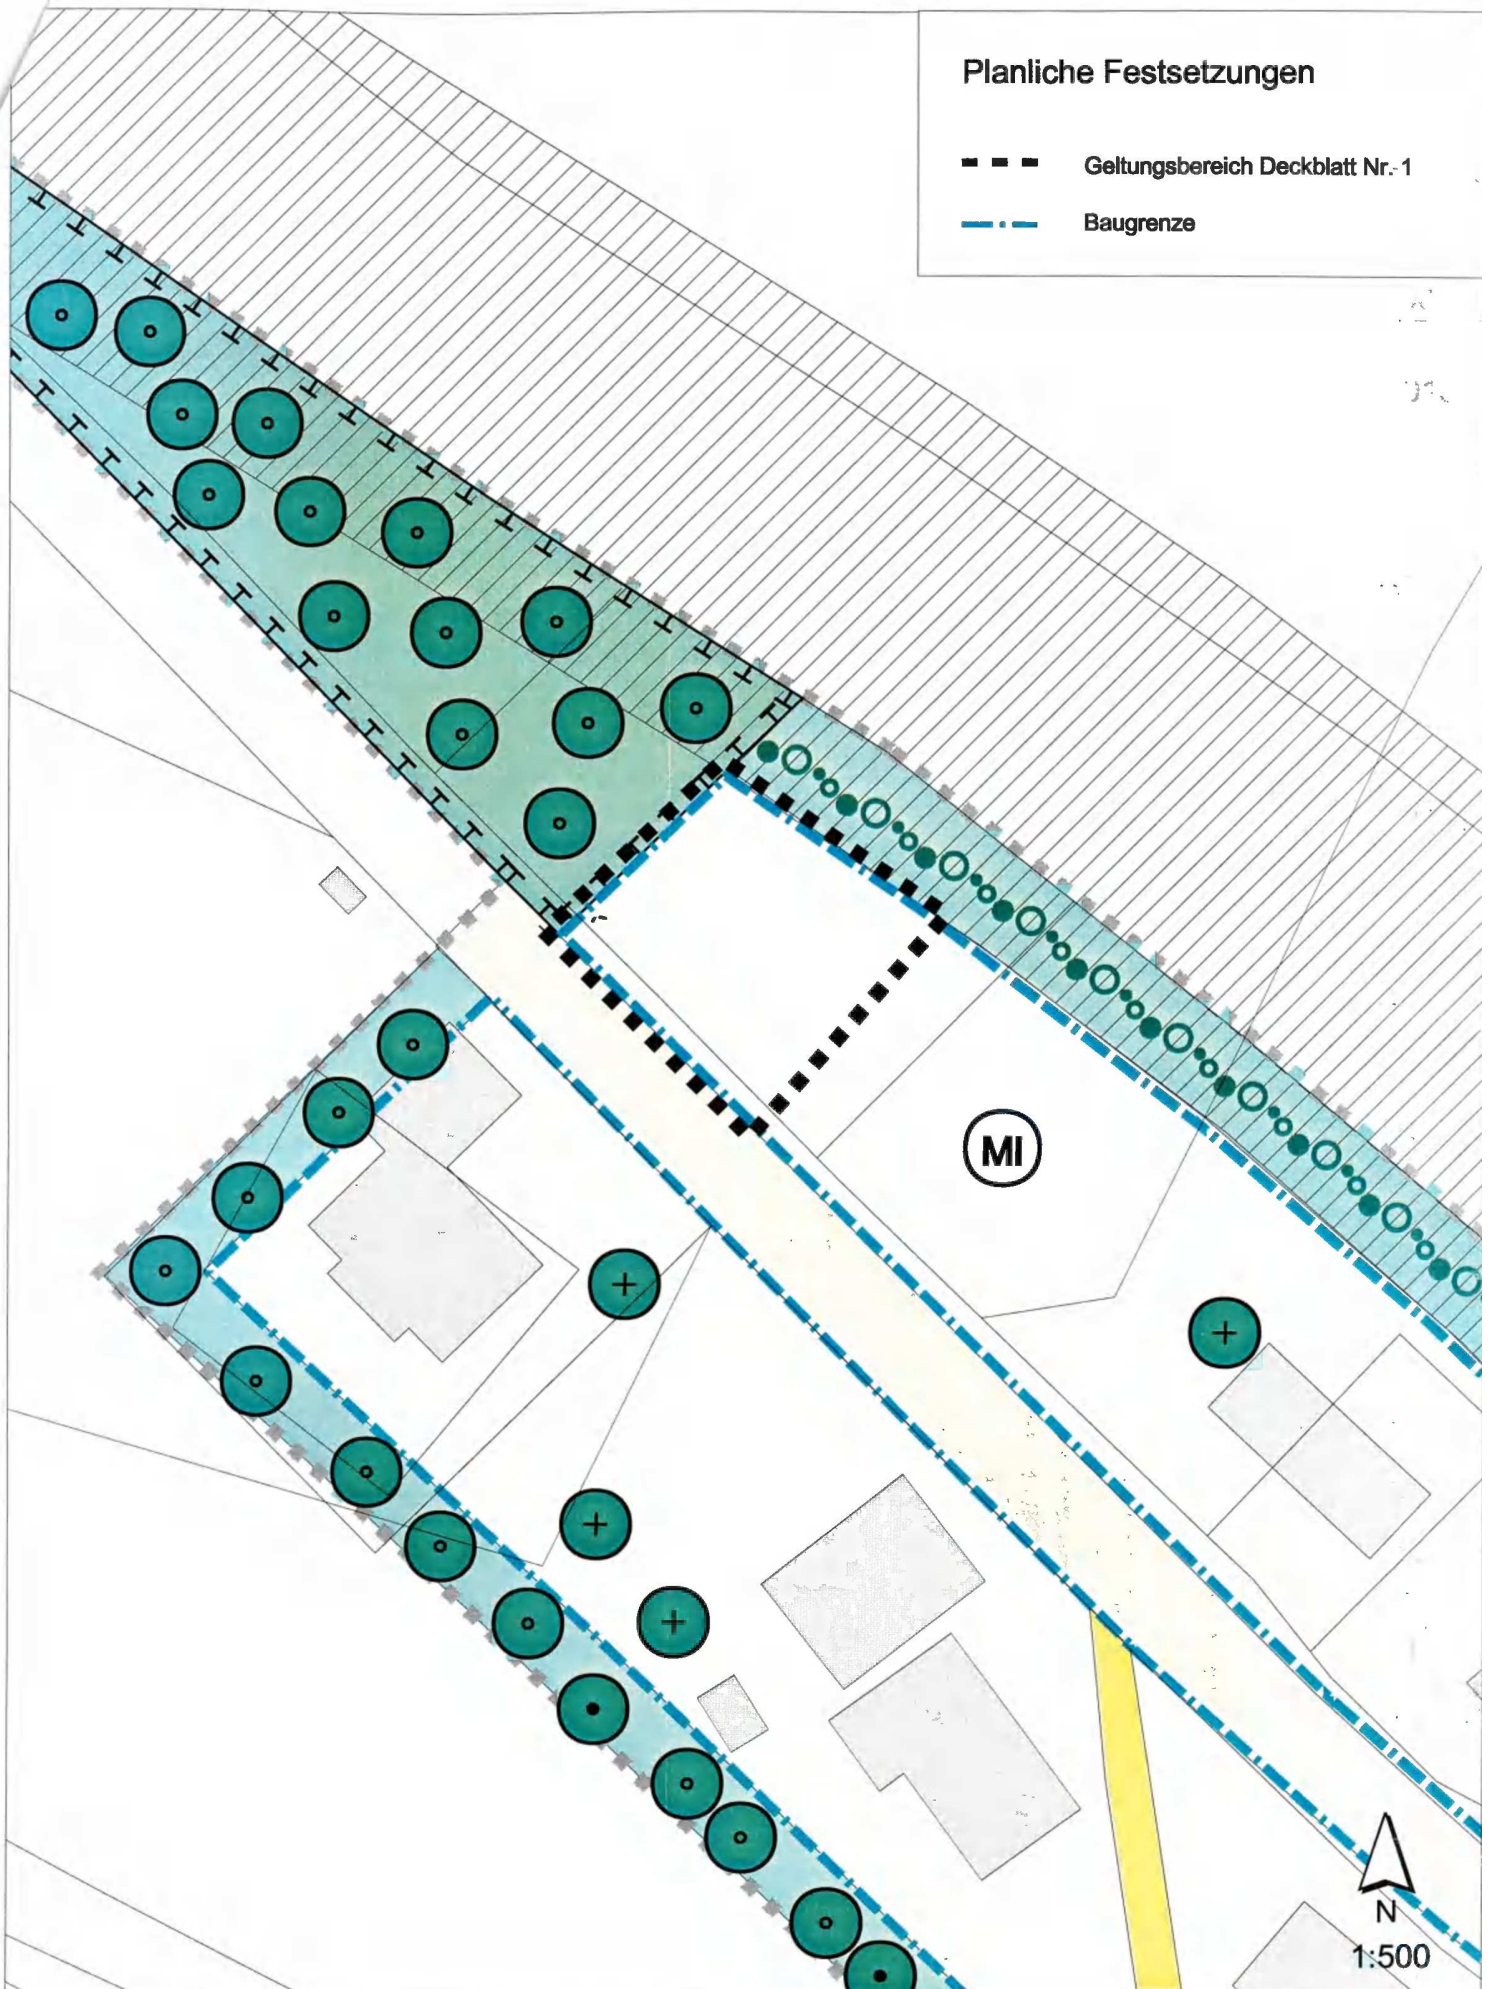 Planliche Festsetzungen
Geltungsbereich Deckblatt Nr. 1
Baugrenze
MI
N
1:500